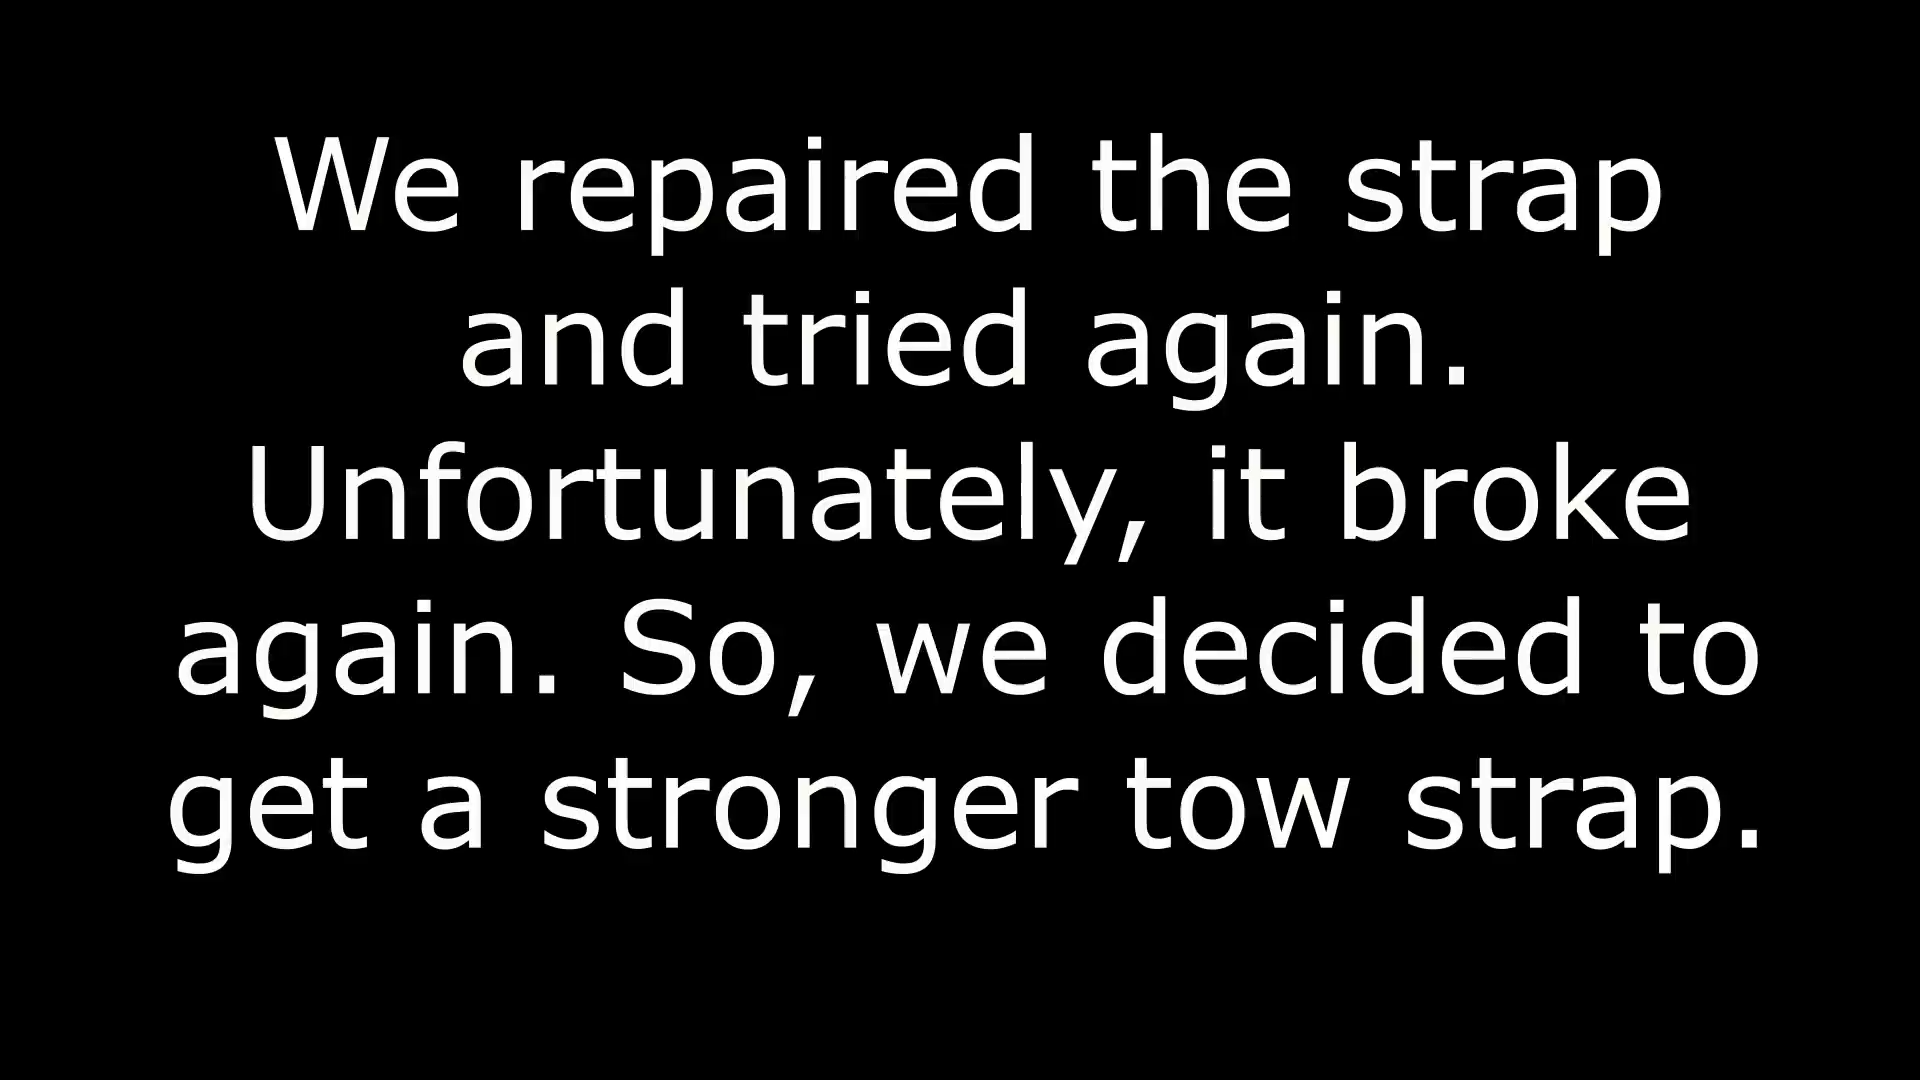 We repaired the strap
and tried again.
Unfortunately, it broke
again. So, we decided to
get a stronger tow strap.